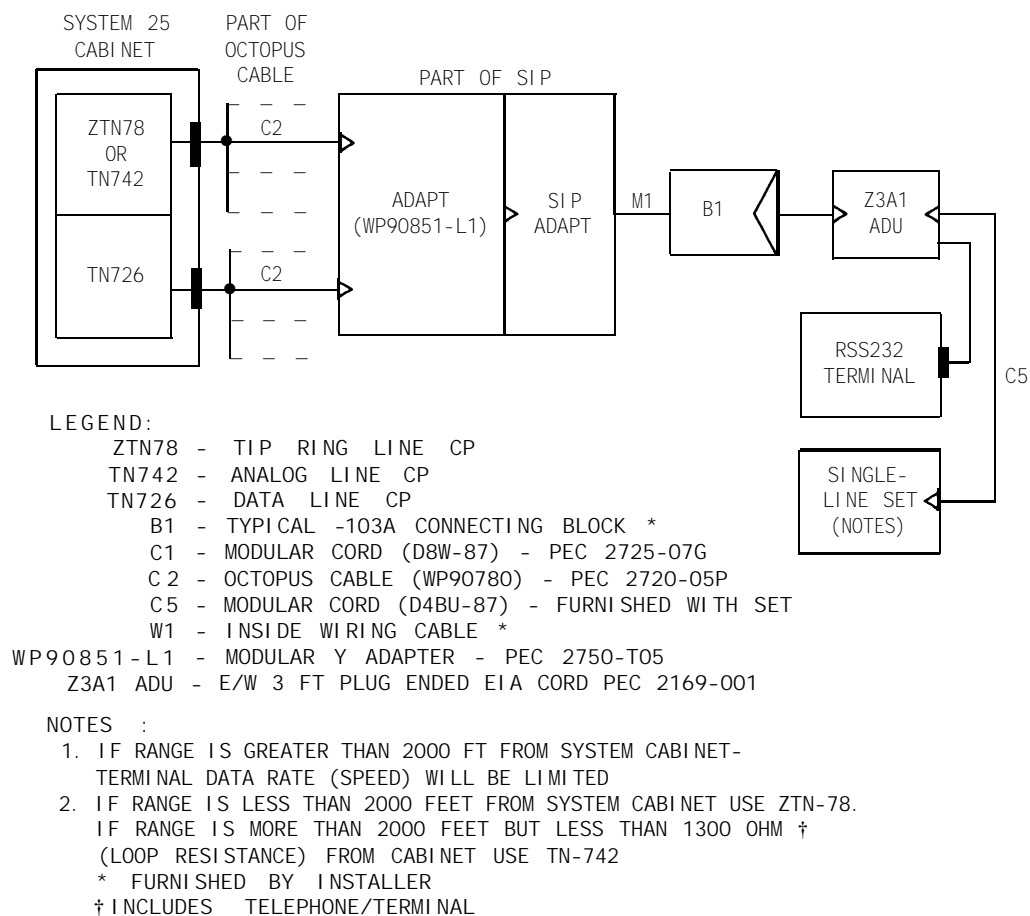 SYSTEM 25
CABINET
PART OF
OCTOPUS
CABLE
PART OF SIP
ZTN78
OR
TN742
C2
TN726
C2
ADAPT
(WP90851-L1)
SIP
ADAPT
M1
B1
Z3A1
ADU
RSS232
TERMINAL
C5
SINGLE-
LINE SET
(NOTES)
LEGEND:
ZTN78 - TIP RING LINE CP
TN742 - ANALOG LINE CP
TN726 - DATA LINE CP
B1 - TYPICAL -103A CONNECTING BLOCK *
C1 - MODULAR CORD (D8W-87) - PEC 2725-07G
C2 - OCTOPUS CABLE (WP90780) - PEC 2720-05P
C5 - MODULAR CORD (D4BU-87) - FURNISHED WITH SET
W1 - INSIDE WIRING CABLE *
WP90851-L1 - MODULAR Y ADAPTER - PEC 2750-T05
Z3A1 ADU - E/W 3 FT PLUG ENDED EIA CORD PEC 2169-001
NOTES :
1. IF RANGE IS GREATER THAN 2000 FT FROM SYSTEM CABINET-
TERMINAL DATA RATE (SPEED) WILL BE LIMITED
2. IF RANGE IS LESS THAN 2000 FEET FROM SYSTEM CABINET USE ZTN-78.
IF RANGE IS MORE THAN 2000 FEET BUT LESS THAN 1300 OHM †
(LOOP RESISTANCE) FROM CABINET USE TN-742
* FURNISHED BY INSTALLER
† INCLUDES TELEPHONE/TERMINAL